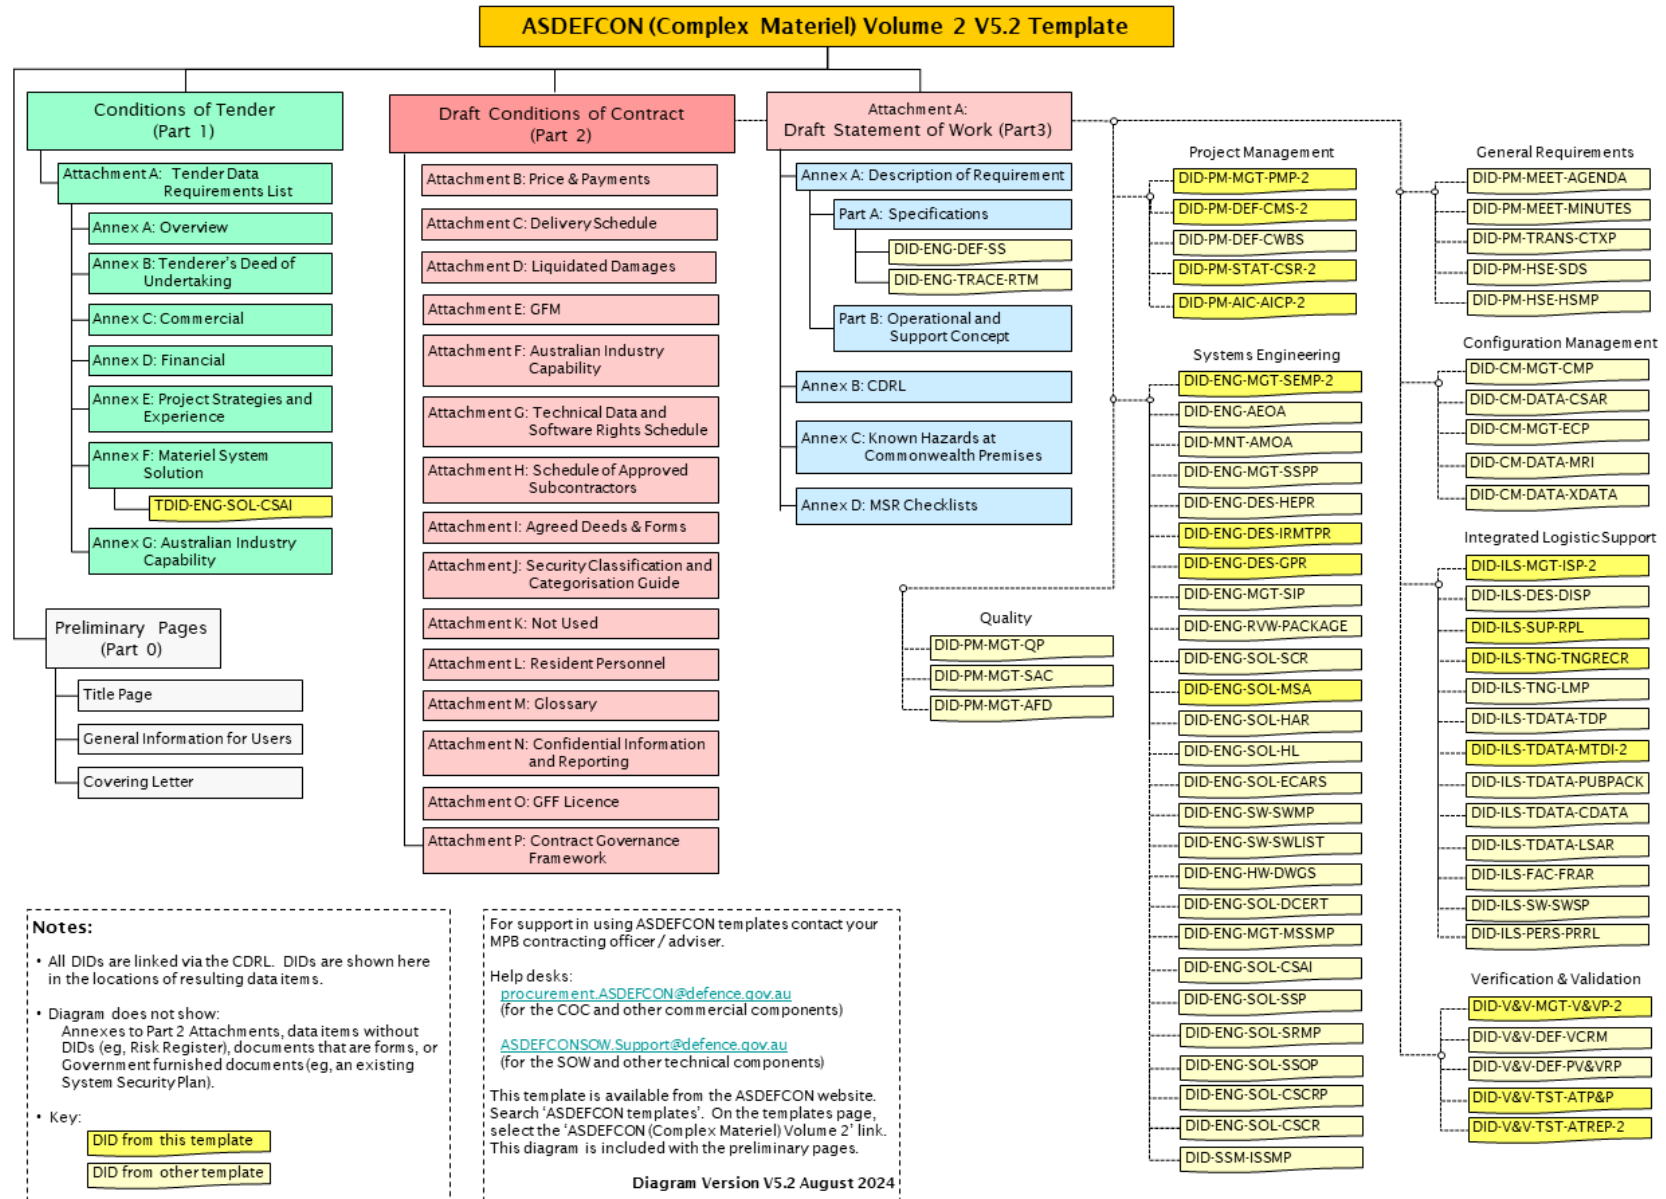 ASDEFCON (Complex Materiel) Volume 2 V5.2 Template
Conditions of Tender
(Part 1)
Attachment A: Tender Data
Requirements List
Annex A: Overview
Annex B: Tenderer's Deed of
Undertaking
Annex C: Commercial
Annex D: Financial
Annex E: Project Strategies and
Experience
Annex F: Materiel System
Solution
TDID-ENG-SOL-CSAI
Annex G: Australian Industry
Capability
Preliminary Pages
(Part 0)
Title Page
General Information for Users
Covering Letter
Draft Conditions of Contract
(Part 2)
Attachment B: Price & Payments
Attachment C: Delivery Schedule
Attachment D: Liquidated Damages
Attachment E: GFM
Attachment F: Australian Industry
Capability
Attachment G: Technical Data and
Software Rights Schedule
Attachment H: Schedule of Approved
Subcontractors
Attachment I: Agreed Deeds & Forms
Attachment J: Security Classification and
Categorisation Guide
Attachment K: Not Used
Attachment L: Resident Personnel
Attachment M: Glossary
Attachment N: Confidential Information
and Reporting
Attachment O: GFF Licence
Attachment P: Contract Governance
Framework
Attachment A:
Draft Statement of Work (Part3)
Annex A: Description of Requirement
Part A: Specifications
DID-ENG-DEF-SS
DID-ENG-TRACE-RTM
Part B: Operational and
Support Concept
Annex B: CDRL
Annex C: Known Hazards at
Commonwealth Premises
Annex D: MSR Checklists
Quality
DID-PM-MGT-QP
DID-PM-MGT-SAC
DID-PM-MGT-AFD
Project Management
DID-PM-MGT-PMP-2
DID-PM-DEF-CMS-2
DID-PM-DEF-CWBS
DID-PM-STAT-CSR-2
DID-PM-AIC-AICP-2
Systems Engineering
DID-ENG-MGT-SEMP-2
DID-ENG-AEOA
DID-MNT-AMOA
DID-ENG-MGT-SSPP
DID-ENG-DES-HEPR
DID-ENG-DES-IRMTPR
DID-ENG-DES-GPR
DID-ENG-MGT-SIP
DID-ENG-RVW-PACKAGE
DID-ENG-SOL-SCR
DID-ENG-SOL-MSA
DID-ENG-SOL-HAR
DID-ENG-SOL-HL
DID-ENG-SOL-ECARS
DID-ENG-SW-SWMP
DID-ENG-SW-SWLIST
DID-ENG-HW-DWGS
DID-ENG-SOL-DCERT
DID-ENG-MGT-MSSMP
DID-ENG-SOL-CSAI
DID-ENG-SOL-SSP
DID-ENG-SOL-SRMP
DID-ENG-SOL-SSOP
DID-ENG-SOL-CSCRP
DID-ENG-SOL-CSCR
DID-SSM-ISSMP
General Requirements
DID-PM-MEET-AGENDA
DID-PM-MEET-MINUTES
DID-PM-TRANS-CTXP
DID-PM-HSE-SDS
DID-PM-HSE-HSMP
Configuration Management
DID-CM-MGT-CMP
DID-CM-DATA-CSAR
DID-CM-MGT-ECP
DID-CM-DATA-MRI
DID-CM-DATA-XDATA
Integrated Logistic Support
DID-ILS-MGT-ISP-2
DID-ILS-DES-DISP
DID-ILS-SUP-RPL
DID-ILS-TNG-TNGRECR
DID-ILS-TNG-LMP
DID-ILS-TDATA-TDP
DID-ILS-TDATA-MTDI-2
DID-ILS-TDATA-PUBPACK
DID-ILS-TDATA-CDATA
DID-ILS-TDATA-LSAR
DID-ILS-FAC-FRAR
DID-ILS-SW-SWSP
DID-ILS-PERS-PRRL
Verification & Validation
DID-V&V-MGT-V&VP-2
DID-V&V-DEF-VCRM
DID-V&V-DEF-PV&VRP
DID-V&V-TST-ATP&P
DID-V&V-TST-ATREP-2
Notes:
• All DIDs are linked via the CDRL. DIDs are shown here
in the locations of resulting data items.
• Diagram does not show:
Annexes to Part 2 Attachments, data items without
DIDs (eg, Risk Register), documents that are forms, or
Government furnished documents (eg, an existing
System Security Plan).
• Key:
DID from this template
DID from other template
For support in using ASDEFCON templates contact your
MPB contracting officer / adviser.
Help desks:
procurement.ASDEFCON@defence.gov.au
(for the COC and other commercial components)
ASDEFCONSOW.Support@defence.gov.au
(for the SOW and other technical components)
This template is available from the ASDEFCON website.
Search 'ASDEFCON templates'. On the templates page,
select the 'ASDEFCON (Complex Materiel) Volume 2' link.
This diagram is included with the preliminary pages.
Diagram Version V5.2 August 2024